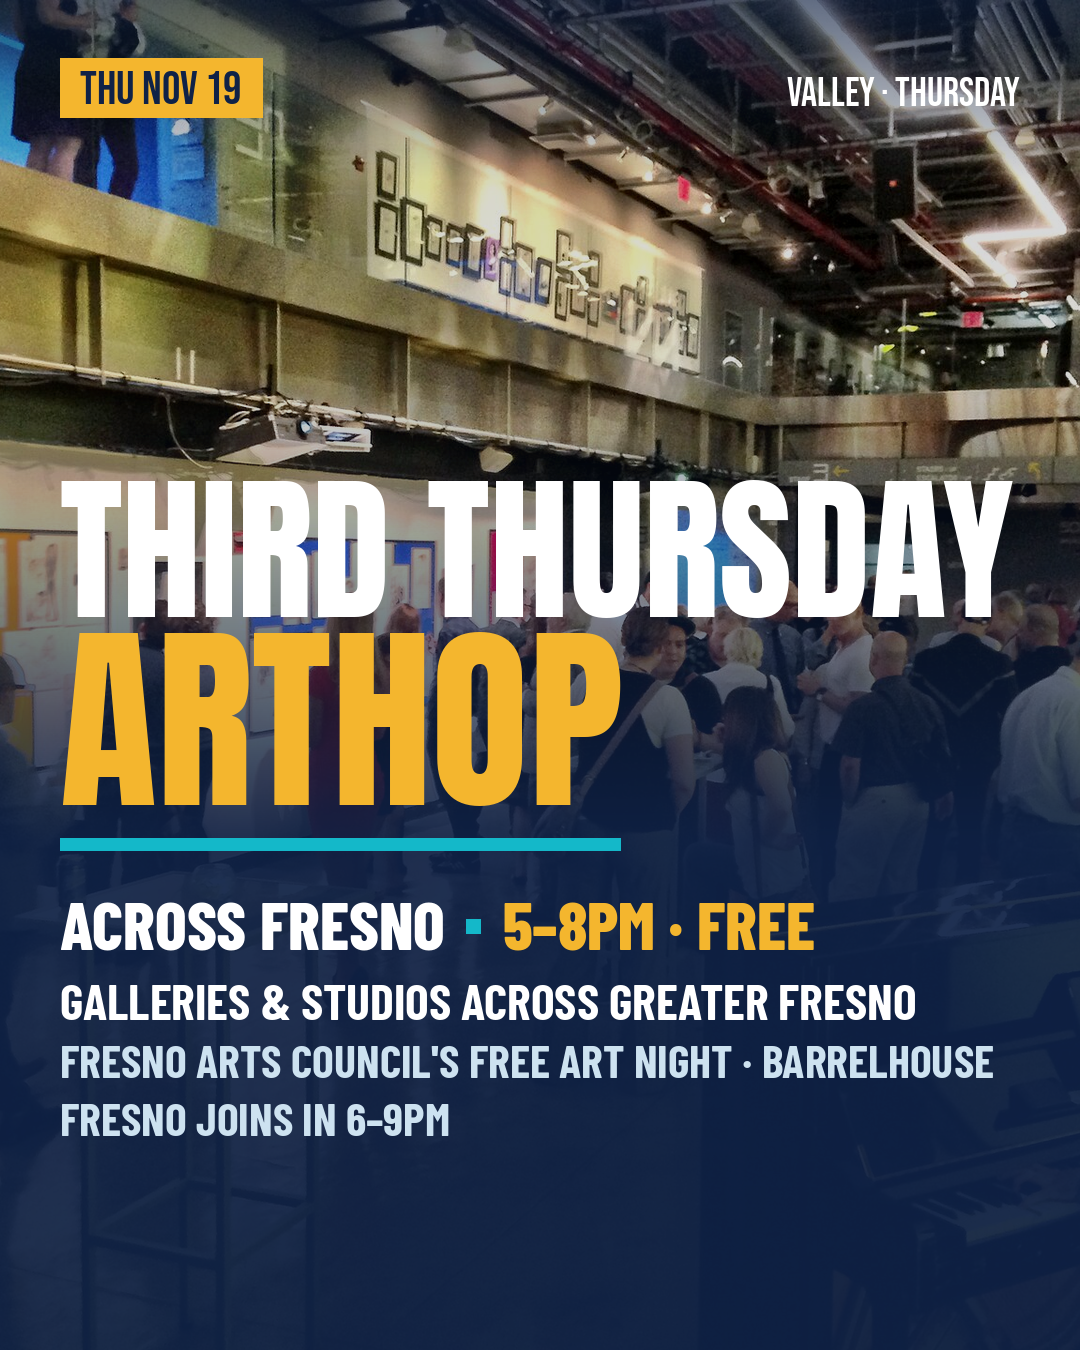 THU NOV 19
VALLEY · THURSDAY
THIRD THURSDAY
ARTHOP
ACROSS FRESNO ▪ 5–8PM · FREE
GALLERIES & STUDIOS ACROSS GREATER FRESNO
FRESNO ARTS COUNCIL'S FREE ART NIGHT · BARRELHOUSE
FRESNO JOINS IN 6–9PM